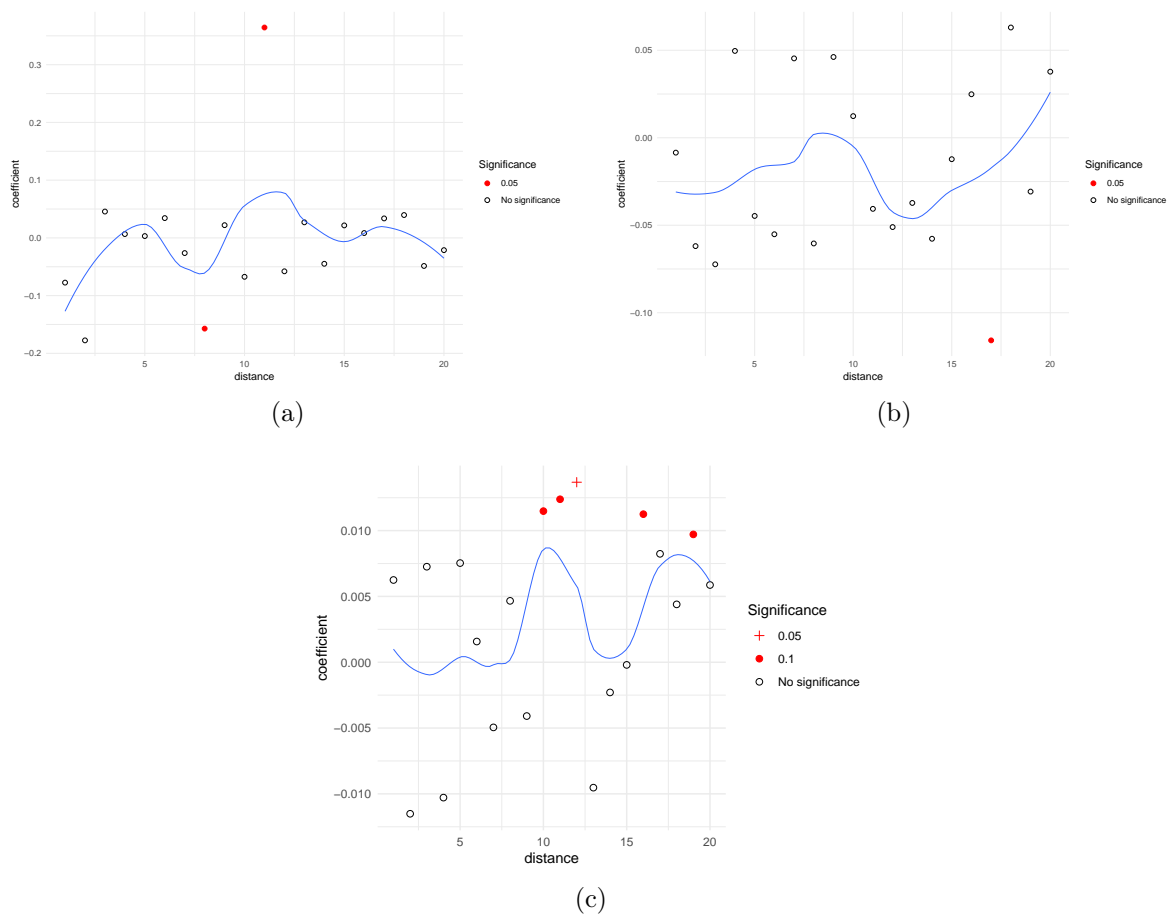 0.3
0.2
0.1
0.0
−0.1
−0.2
coefficient
5
10
15
20
distance
Significance
0.05
No significance
(a)
0.05
0.00
−0.05
−0.10
coefficient
5
10
15
20
distance
Significance
0.05
No significance
(b)
0.010
0.005
0.000
−0.005
−0.010
coefficient
5
10
15
20
distance
Significance
0.05
0.1
No significance
(c)